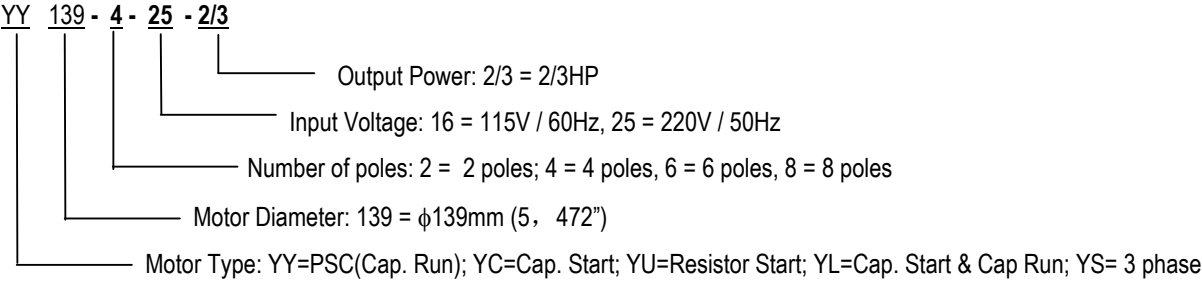 YY 139 - 4 - 25 - 2/3
Output Power: 2/3 = 2/3HP
Input Voltage: 16 = 115V / 60Hz, 25 = 220V / 50Hz
Number of poles: 2 = 2 poles; 4 = 4 poles, 6 = 6 poles, 8 = 8 poles
Motor Diameter: 139 = ϕ139mm (5，472”)
Motor Type: YY=PSC(Cap. Run); YC=Cap. Start; YU=Resistor Start; YL=Cap. Start & Cap Run; YS= 3 phase